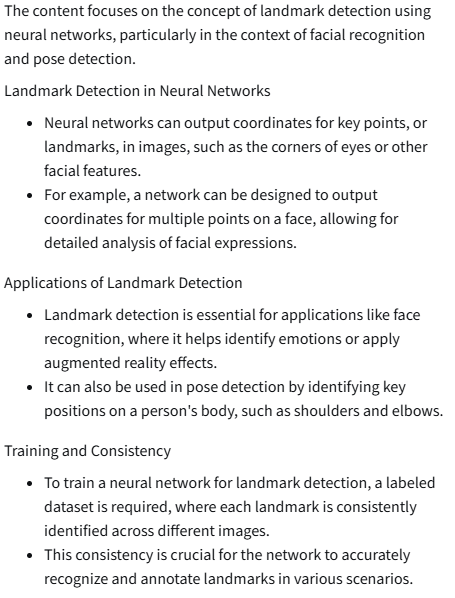 The content focuses on the concept of landmark detection using
neural networks, particularly in the context of facial recognition
and pose detection.
Landmark Detection in Neural Networks
• Neural networks can output coordinates for key points, or
landmarks, in images, such as the corners of eyes or other
facial features.
• For example, a network can be designed to output
coordinates for multiple points on a face, allowing for
detailed analysis of facial expressions.
Applications of Landmark Detection
• Landmark detection is essential for applications like face
recognition, where it helps identify emotions or apply
augmented reality effects.
• It can also be used in pose detection by identifying key
positions on a person's body, such as shoulders and elbows.
Training and Consistency
• To train a neural network for landmark detection, a labeled
dataset is required, where each landmark is consistently
identified across different images.
• This consistency is crucial for the network to accurately
recognize and annotate landmarks in various scenarios.